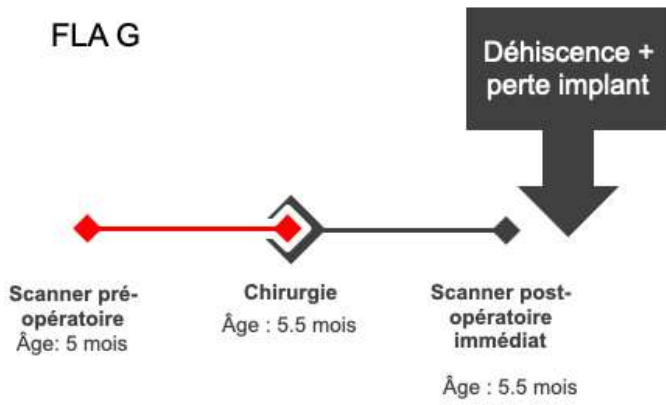 FLA G
Déhiscence +
perte implant
Scanner pré-
opératoire
Âge: 5 mois
Chirurgie
Âge : 5.5 mois
Scanner post-
opératoire
immédiat
Âge : 5.5 mois